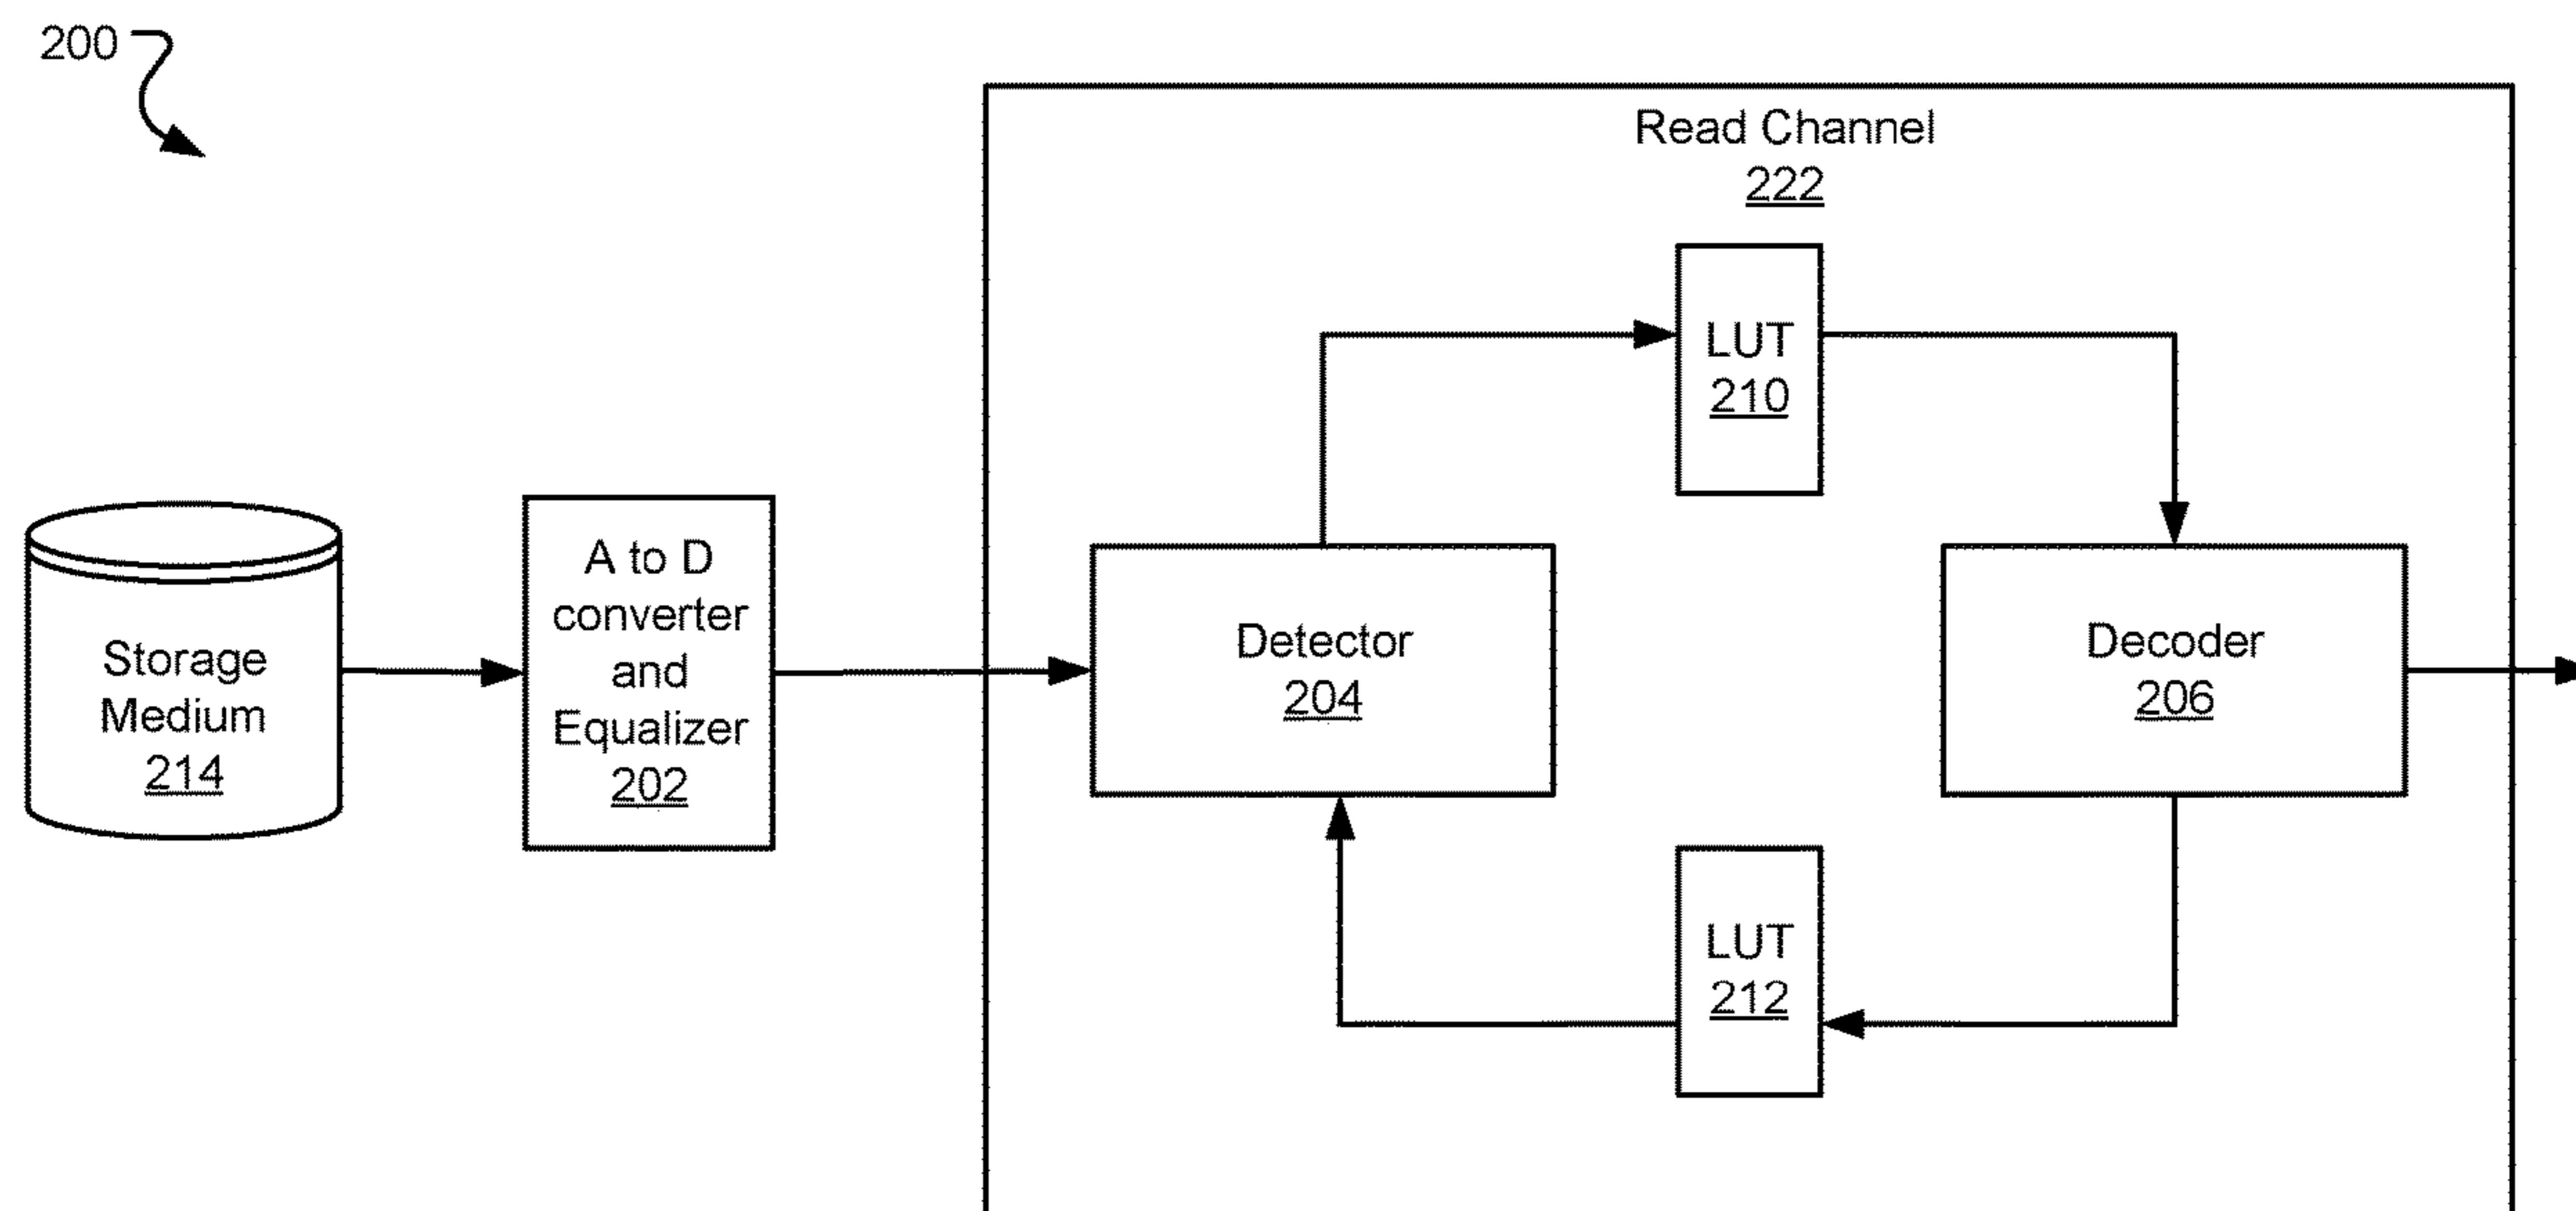 200
Read Channel
222
LUT
210
Storage
Medium
214
A to D
converter
and
Equalizer
202
Detector
204
Decoder
206
LUT
212